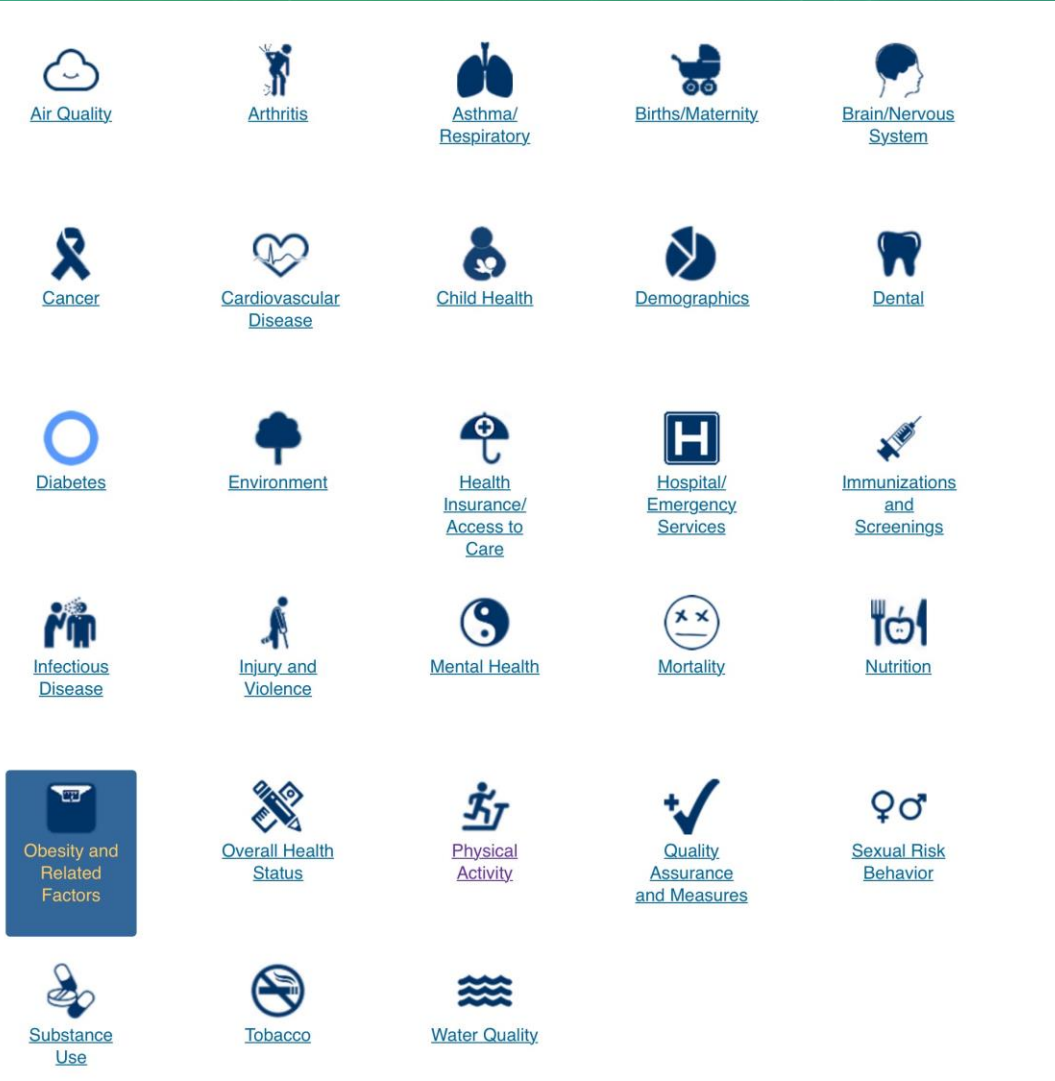 Air Quality
Arthritis
Asthma/
Respiratory
Births/Maternity
Brain/Nervous
System
Cancer
Cardiovascular
Disease
Child Health
Demographics
Dental
Diabetes
Environment
Health
Insurance/
Access to
Care
Hospital/
Emergency
Services
Immunizations
and
Screenings
Infectious
Disease
Injury and
Violence
Mental Health
Mortality
Nutrition
Obesity and
Related
Factors
Overall Health
Status
Physical
Activity
Quality
Assurance
and Measures
Sexual Risk
Behavior
Substance
Use
Tobacco
Water Quality